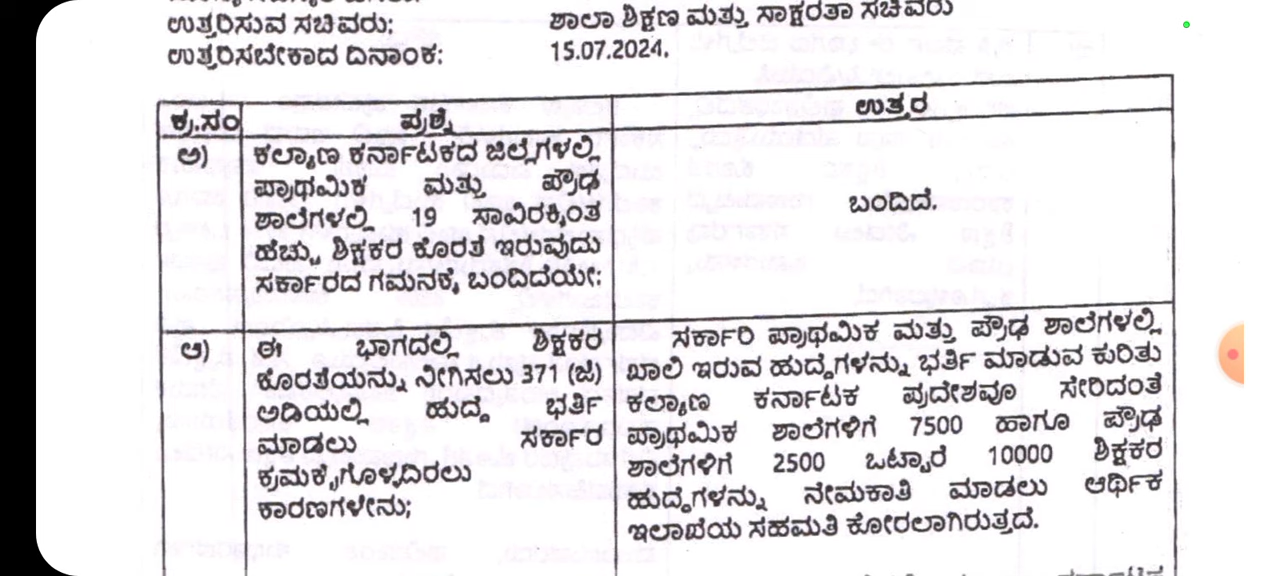 ಉತ್ತರಿಸುವ ಸಚಿವರು: ಶಾಲಾ ಶಿಕ್ಷಣ ಮತ್ತು ಸಾಕ್ಷರತಾ ಸಚಿವರು
ಉತ್ತರಿಸಬೇಕಾದ ದಿನಾಂಕ: 15.07.2024.
ಕ್ರ.ಸಂ ಪ್ರಶ್ನೆ ಉತ್ತರ
ಅ) ಕಲ್ಯಾಣ ಕರ್ನಾಟಕದ ಜಿಲ್ಲೆಗಳಲ್ಲಿ
ಪ್ರಾಥಮಿಕ ಮತ್ತು ಪ್ರೌಢ
ಶಾಲೆಗಳಲ್ಲಿ 19 ಸಾವಿರಕ್ಕಿಂತ
ಹೆಚ್ಚು ಶಿಕ್ಷಕರ ಕೊರತೆ ಇರುವುದು
ಸರ್ಕಾರದ ಗಮನಕ್ಕೆ ಬಂದಿದೆಯೇ;
ಬಂದಿದೆ.
ಆ) ಈ ಭಾಗದಲ್ಲಿ ಶಿಕ್ಷಕರ
ಕೊರತೆಯನ್ನು ನೀಗಿಸಲು 371 (ಜೆ)
ಅಡಿಯಲ್ಲಿ ಹುದ್ದೆ ಭರ್ತಿ
ಮಾಡಲು ಸರ್ಕಾರ
ಕ್ರಮಕೈಗೊಳ್ಳದಿರಲು
ಕಾರಣಗಳೇನು;
ಸರ್ಕಾರಿ ಪ್ರಾಥಮಿಕ ಮತ್ತು ಪ್ರೌಢ ಶಾಲೆಗಳಲ್ಲಿ
ಖಾಲಿ ಇರುವ ಹುದ್ದೆಗಳನ್ನು ಭರ್ತಿ ಮಾಡುವ ಕುರಿತು
ಕಲ್ಯಾಣ ಕರ್ನಾಟಕ ಪ್ರದೇಶವೂ ಸೇರಿದಂತೆ
ಪ್ರಾಥಮಿಕ ಶಾಲೆಗಳಿಗೆ 7500 ಹಾಗೂ ಪ್ರೌಢ
ಶಾಲೆಗಳಿಗೆ 2500 ಒಟ್ಟಾರೆ 10000 ಶಿಕ್ಷಕರ
ಹುದ್ದೆಗಳನ್ನು ನೇಮಕಾತಿ ಮಾಡಲು ಆರ್ಥಿಕ
ಇಲಾಖೆಯ ಸಹಮತಿ ಕೋರಲಾಗಿರುತ್ತದೆ.